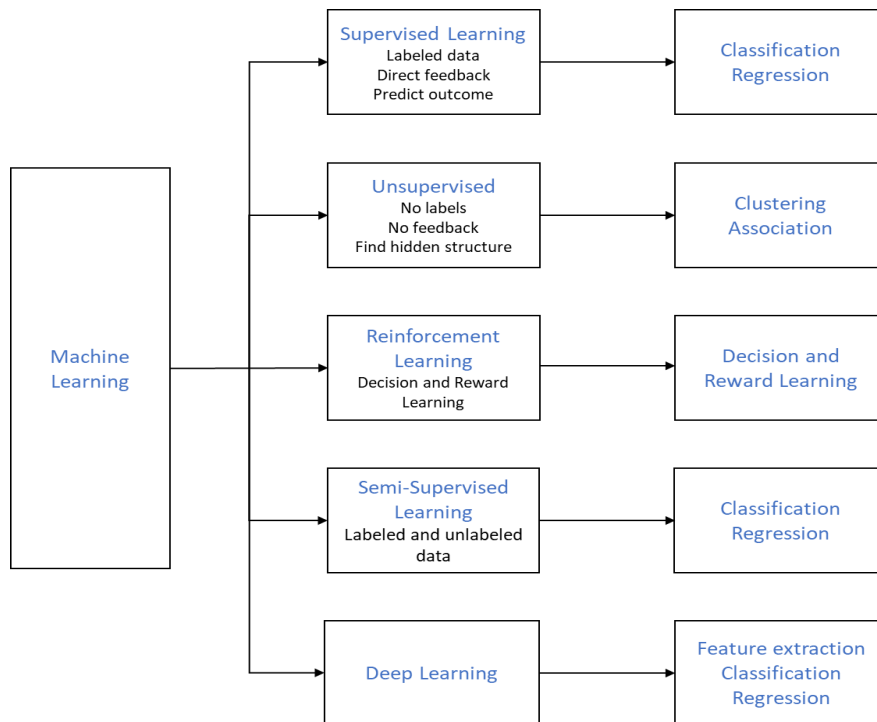 Supervised Learning
Labeled data
Direct feedback
Predict outcome
Classification
Regression
Unsupervised
No labels
No feedback
Find hidden structure
Clustering
Association
Machine
Learning
Reinforcement
Learning
Decision and Reward
Learning
Decision and
Reward Learning
Semi-Supervised
Learning
Labeled and unlabeled
data
Classification
Regression
Deep Learning
Feature extraction
Classification
Regression